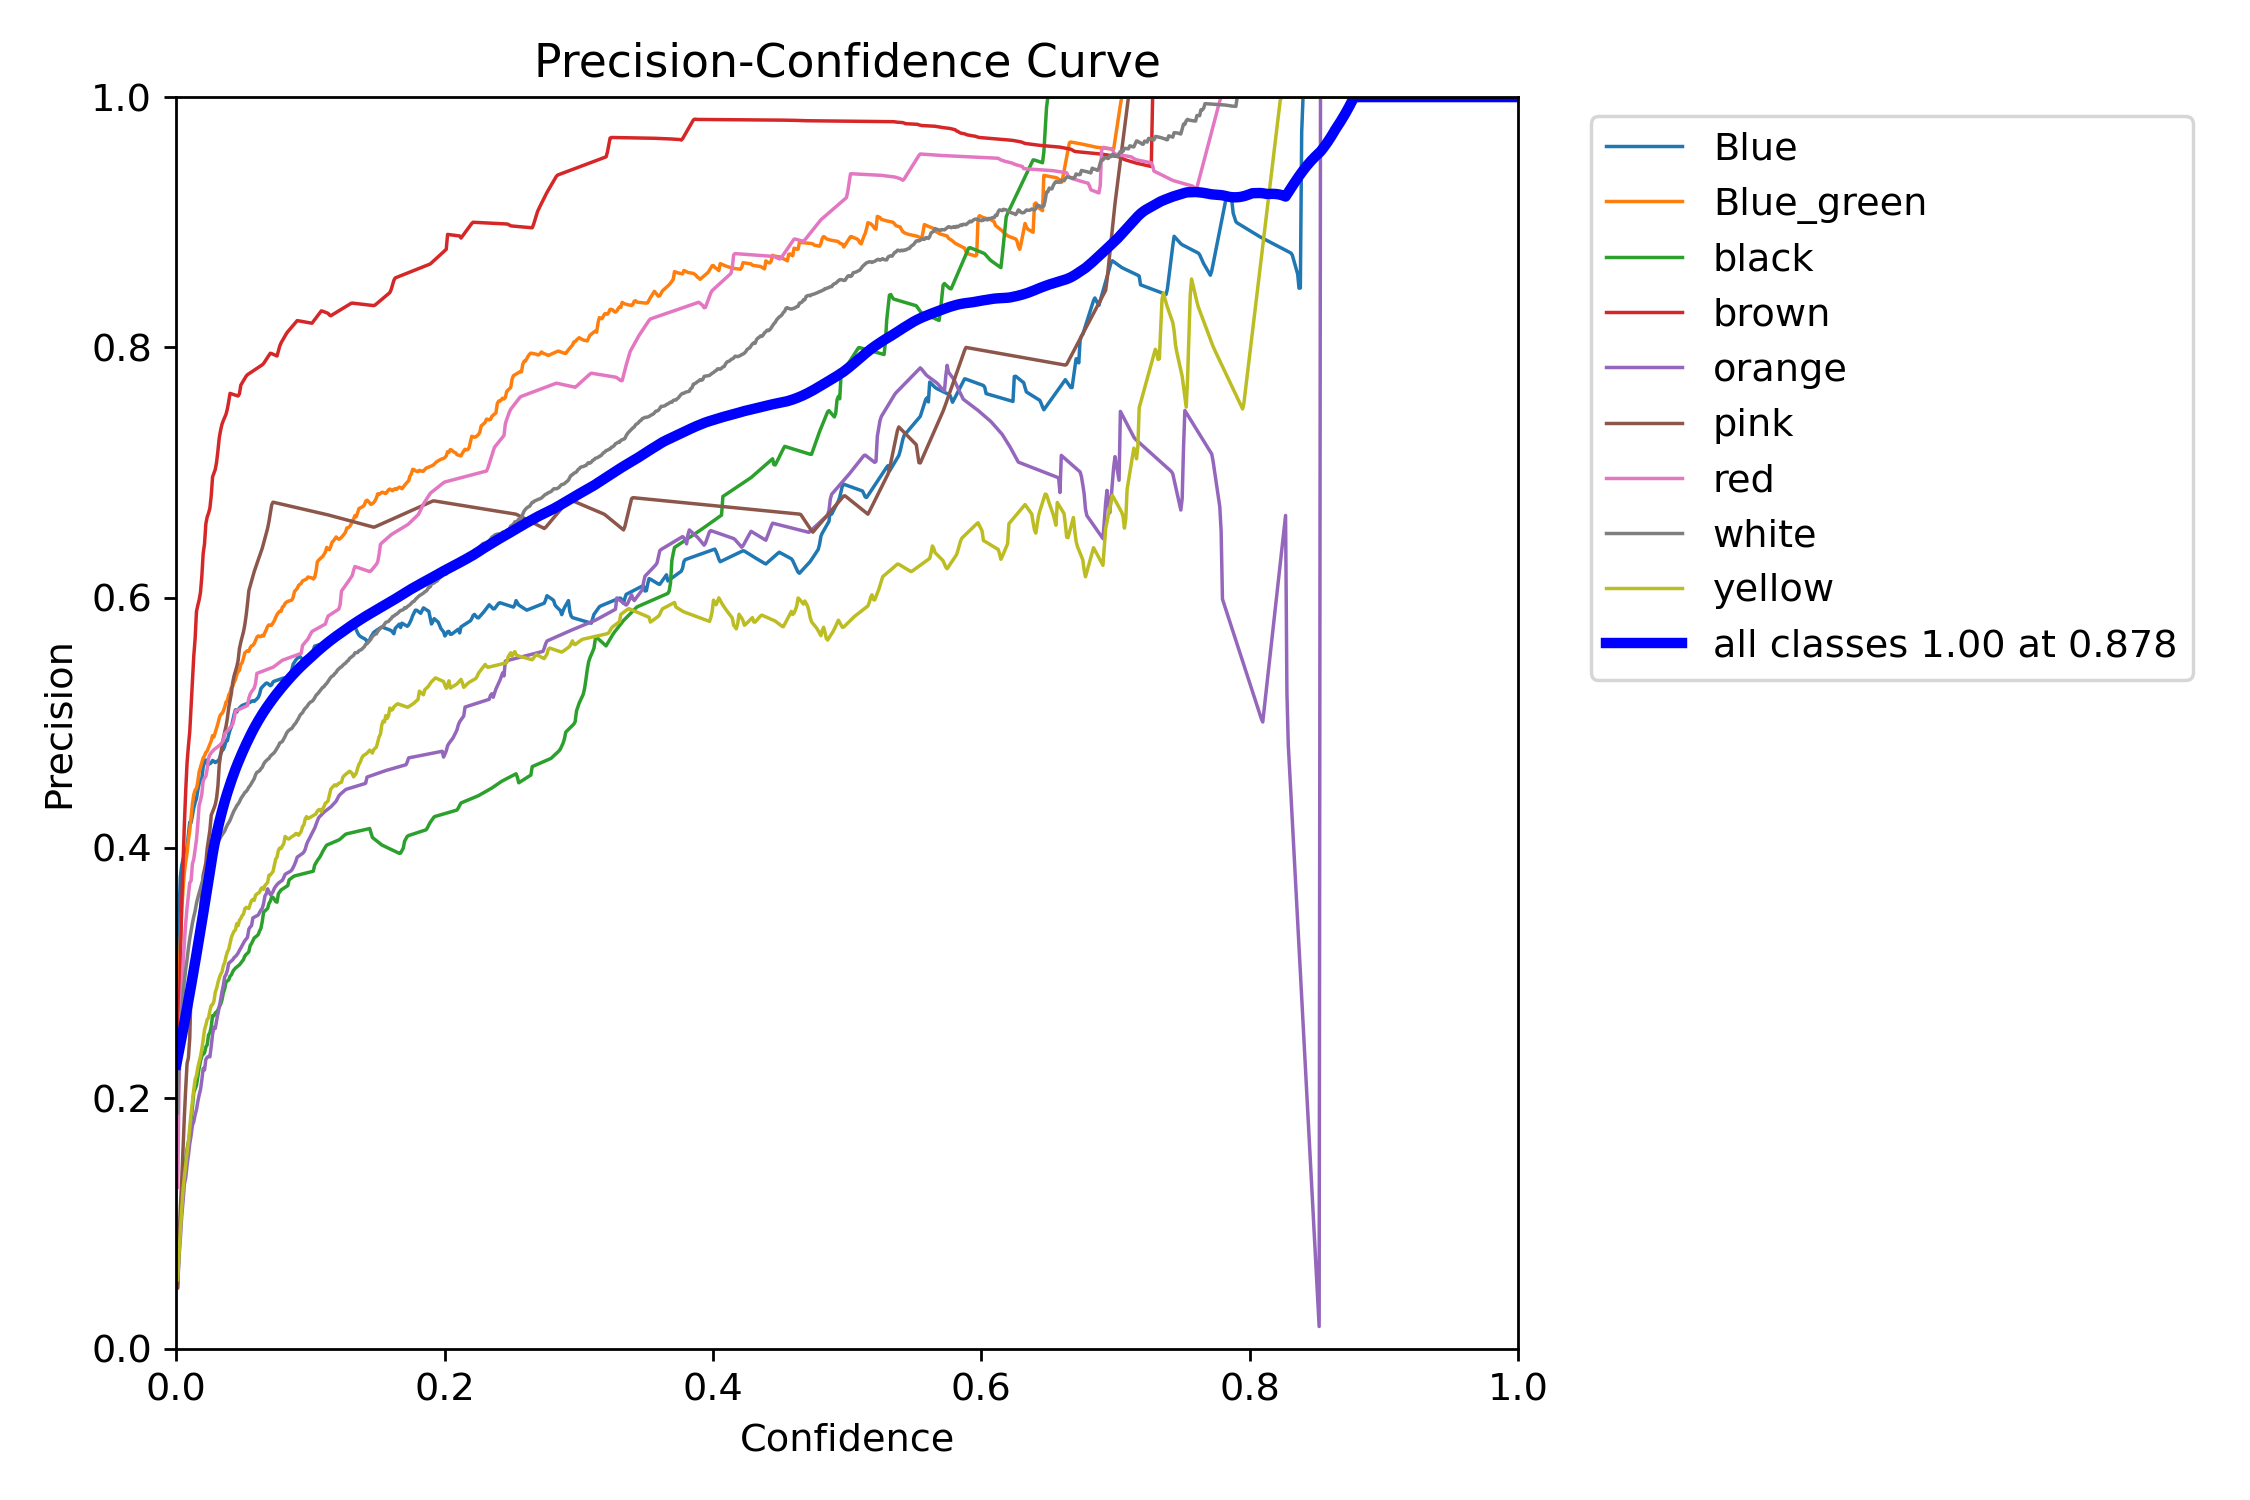 Precision-Confidence Curve
1.0
0.8
0.6
0.4
0.2
0.0
Precision
0.0 0.2 0.4 0.6 0.8 1.0
Confidence
Blue
Blue_green
black
brown
orange
pink
red
white
yellow
all classes 1.00 at 0.878